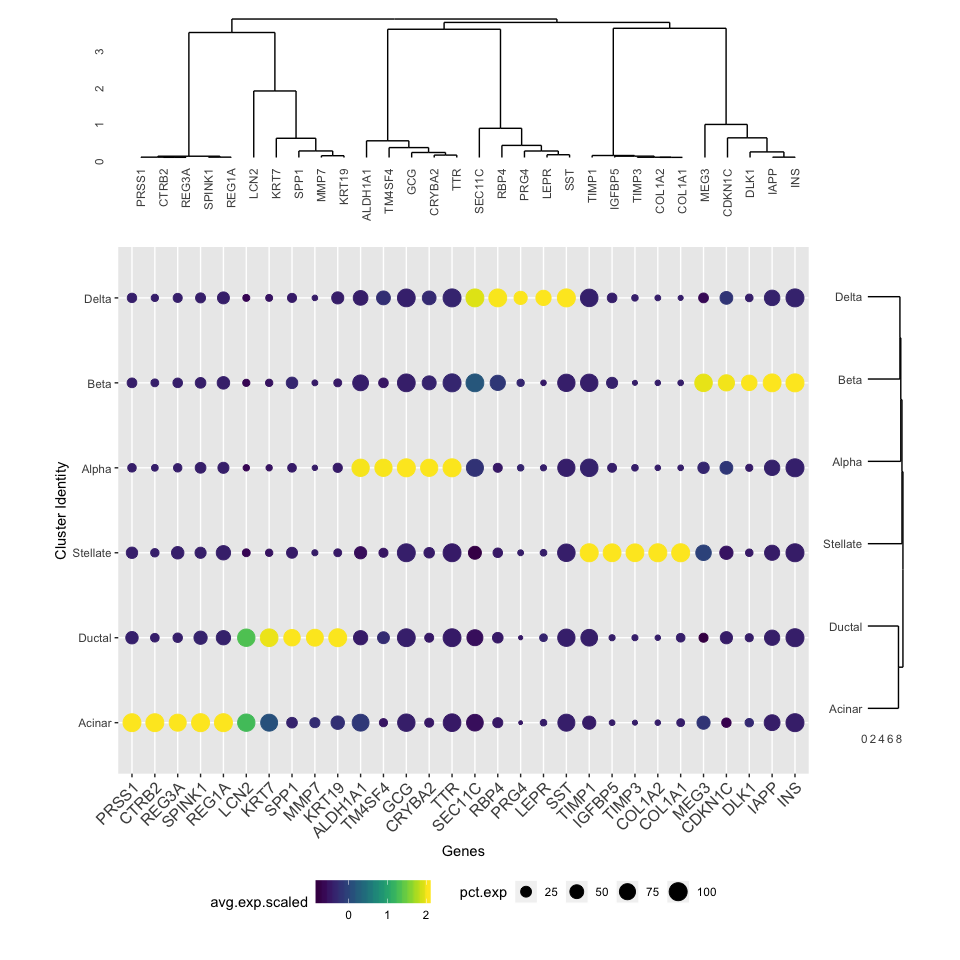 3
2
1
0
PRSS1 CTRB2 REG3A SPINK1 REG1A LCN2 KRT7 SPP1 MMP7 KRT19 ALDH1A1 TM4SF4 GCG CRYBA2 TTR SEC11C RBP4 PRG4 LEPR SST TIMP1 IGFBP5 TIMP3 COL1A2 COL1A1 MEG3 CDKN1C DLK1 IAPP INS
Cluster Identity
Delta
Beta
Alpha
Stellate
Ductal
Acinar
Delta
Beta
Alpha
Stellate
Ductal
Acinar
0 2 4 6 8
PRSS1 CTRB2 REG3A SPINK1 REG1A LCN2 KRT7 SPP1 MMP7 KRT19 ALDH1A1 TM4SF4 GCG CRYBA2 TTR SEC11C RBP4 PRG4 LEPR SST TIMP1 IGFBP5 TIMP3 COL1A2 COL1A1 MEG3 CDKN1C DLK1 IAPP INS
Genes
avg.exp.scaled
0 1 2
pct.exp 25 50 75 100